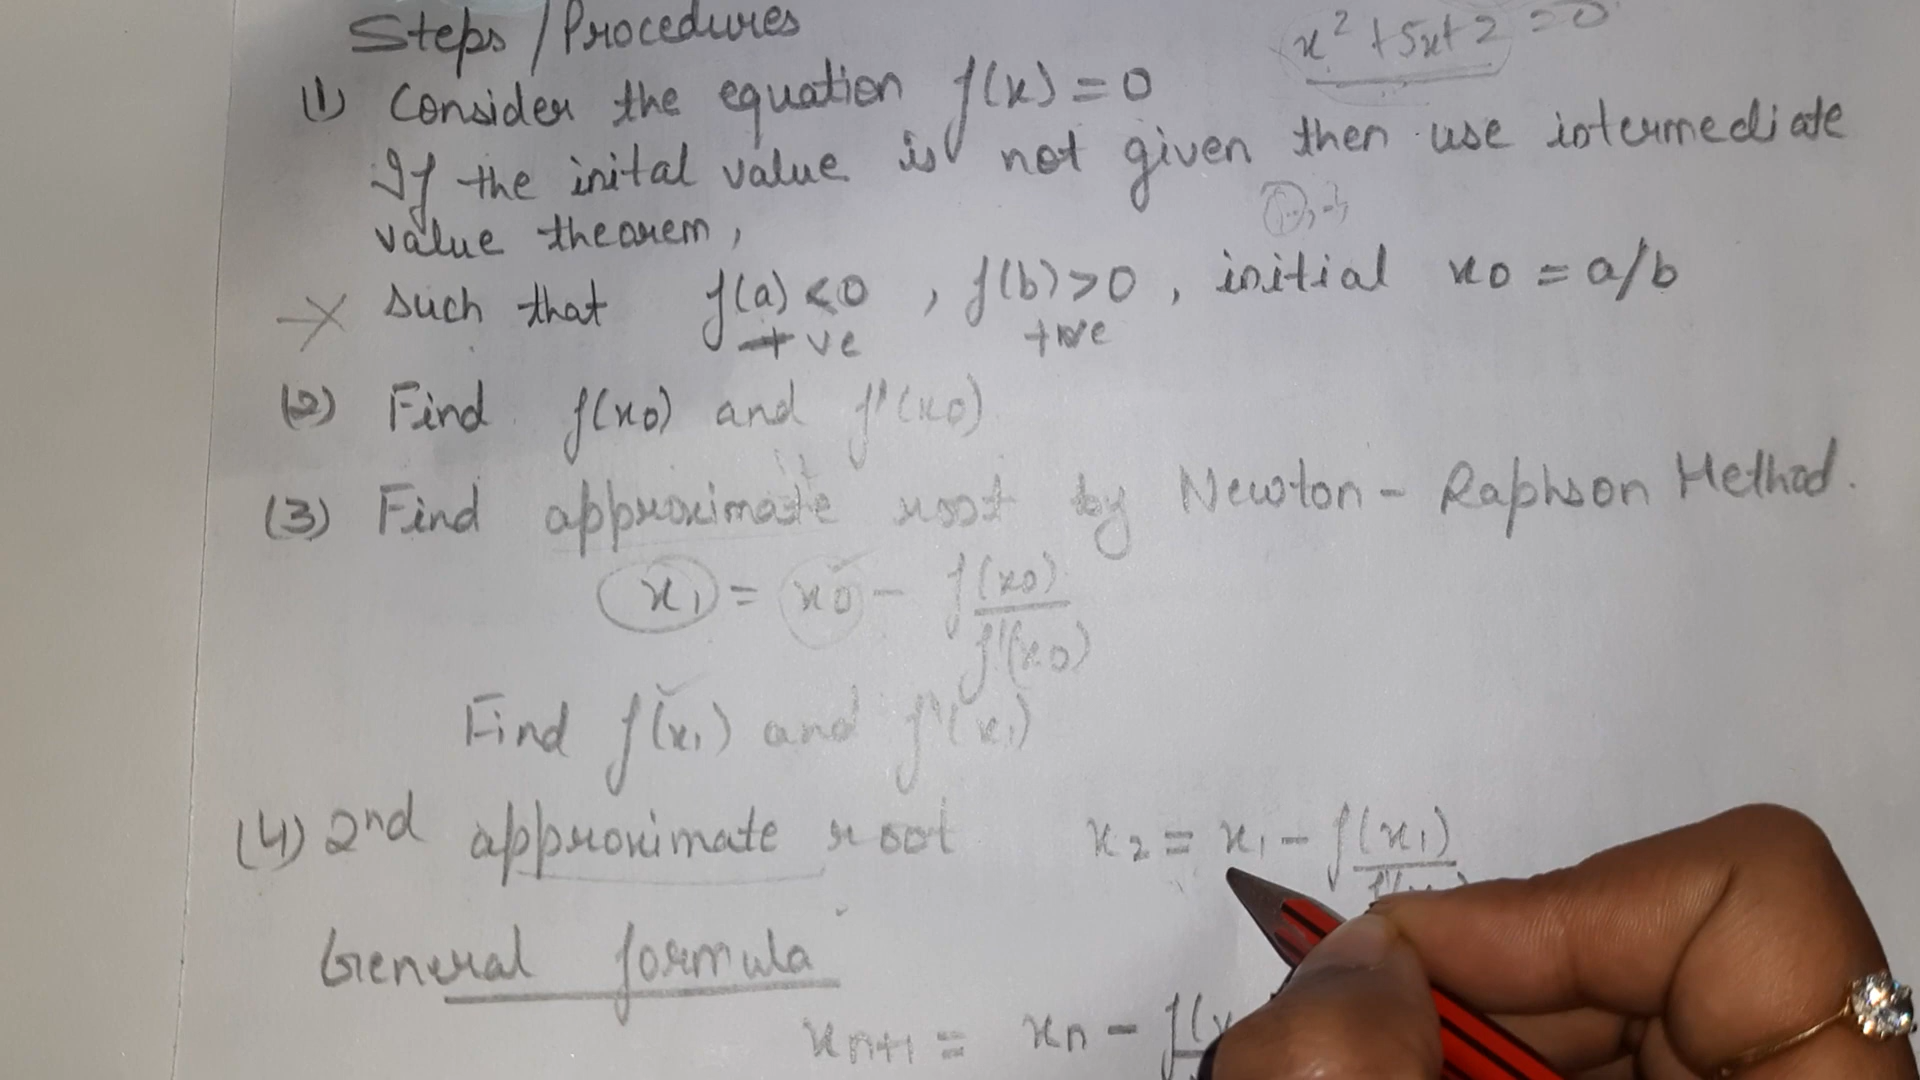 Steps / Procedures
x² + 5x + 2 = 0
(1) Consider the equation f(x) = 0
If the inital value is not given then use intermediate
value theorem,
such that f(a) < 0 , f(b) > 0 , initial x0 = a/b
+ve +ve
(2) Find f(x0) and f'(x0)
(3) Find approximate root by Newton - Raphson Method.
x1 = x0 - f(x0)/f'(x0)
Find f(x1) and f'(x1)
(4) 2nd approximate root x2 = x1 - f(x1)
General formula
xn+1 = xn -